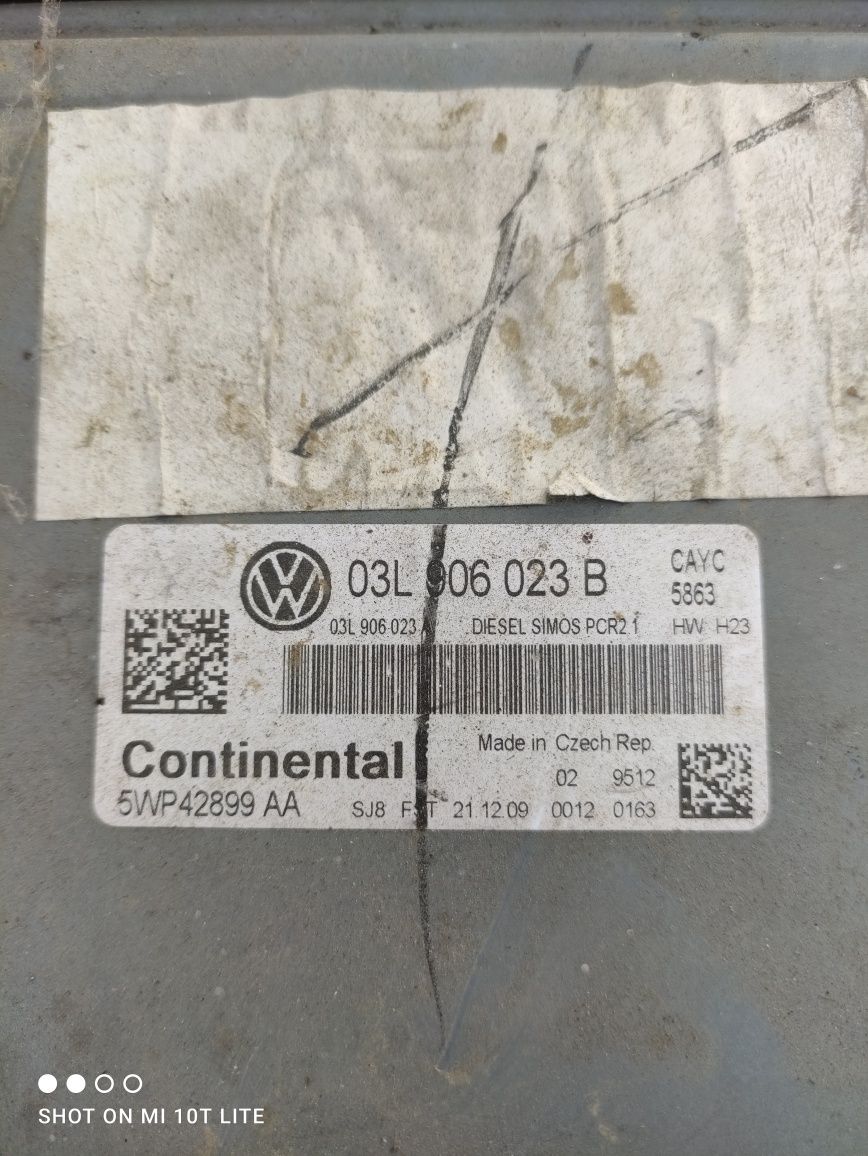 03L 906 023 B
CAYC
5863
03L 906 023 A DIESEL SIMOS PCR2.1 HW H23
Continental
Made in Czech Rep.
02 9512
5WP42899 AA
SJ8 21.12.09 0012 0163
SHOT ON MI 10T LITE